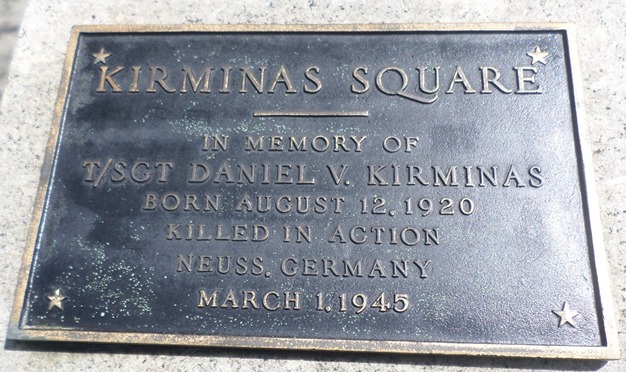 KIRMINAS SQUARE
IN MEMORY OF
T/SGT DANIEL V. KIRMINAS
BORN AUGUST 12, 1920
KILLED IN ACTION
NEUSS, GERMANY
MARCH 1, 1945